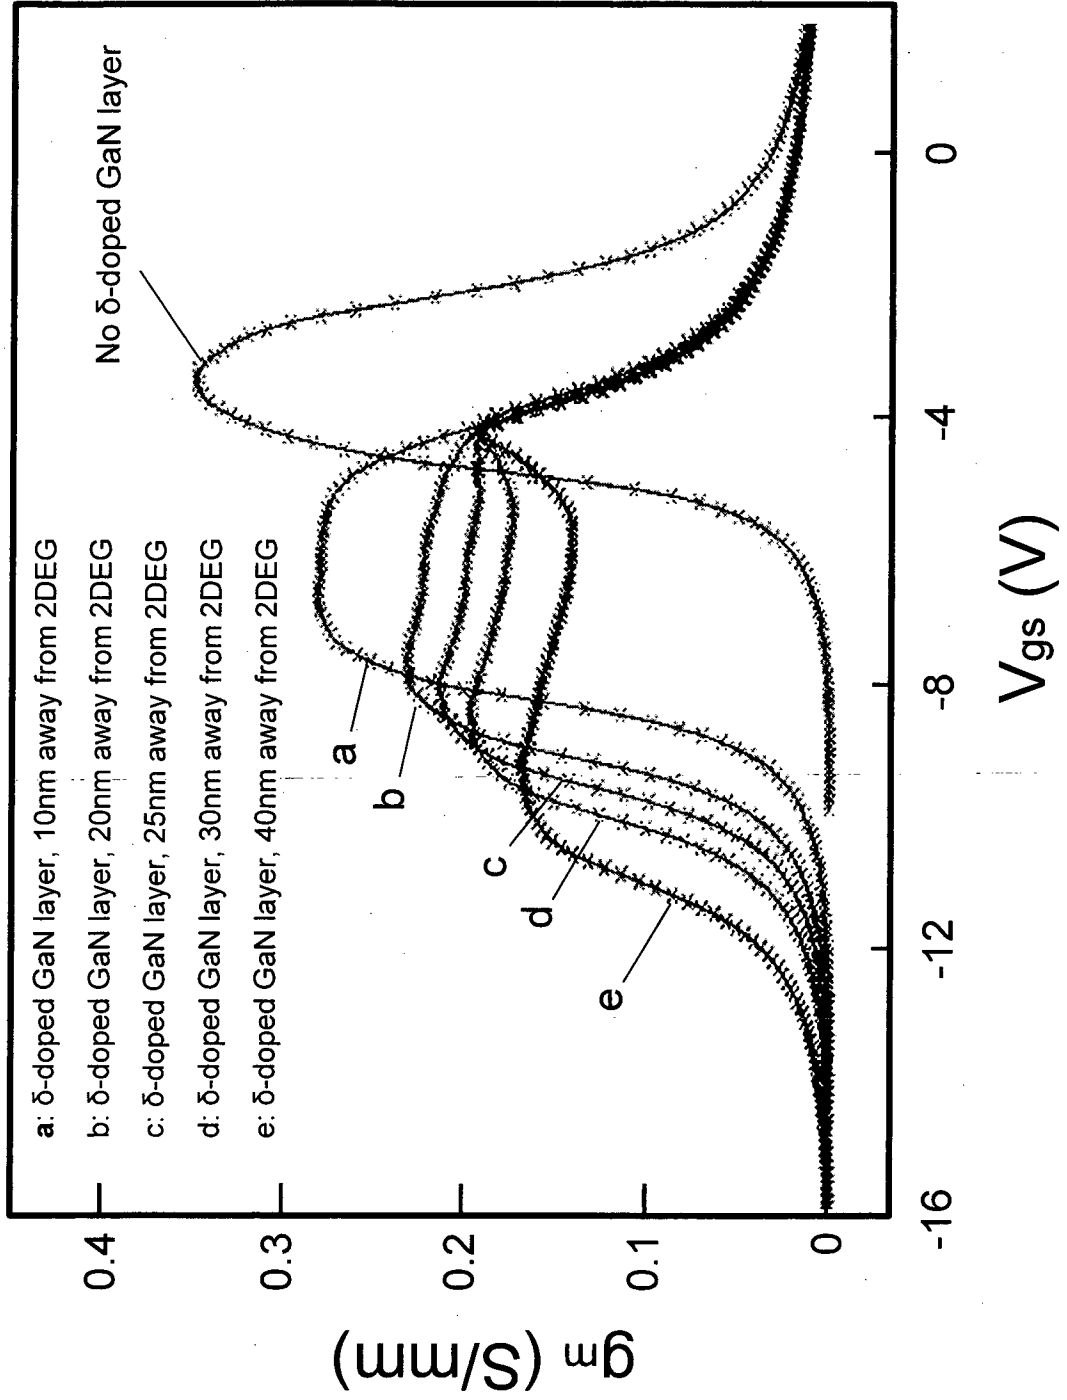 No δ-doped GaN layer
a: δ-doped GaN layer, 10nm away from 2DEG
b: δ-doped GaN layer, 20nm away from 2DEG
c: δ-doped GaN layer, 25nm away from 2DEG
d: δ-doped GaN layer, 30nm away from 2DEG
e: δ-doped GaN layer, 40nm away from 2DEG
a
b
c
d
e
0.4
0.3
0.2
0.1
0
gm (S/mm)
-16
-12
-8
-4
0
Vgs (V)